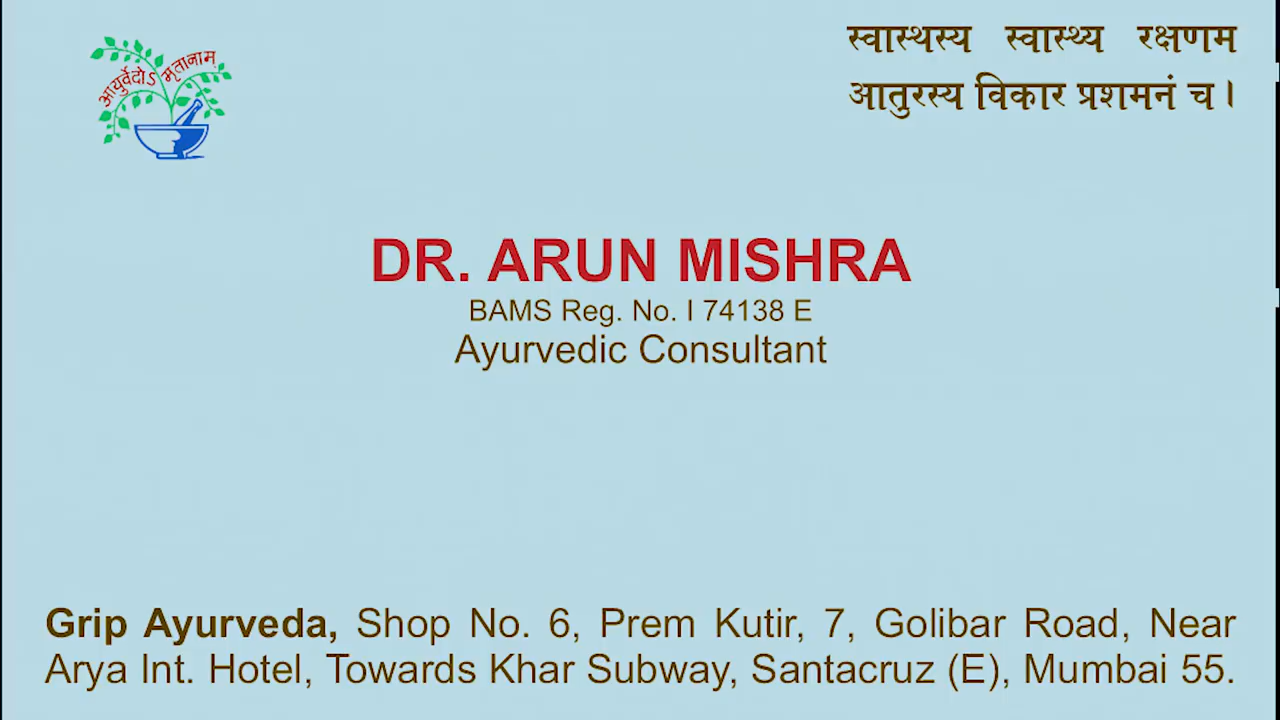 आयुर्वेदोऽ मृतानाम्
स्वास्थस्य स्वास्थ्य रक्षणम
आतुरस्य विकार प्रशमनं च।
DR. ARUN MISHRA
BAMS Reg. No. I 74138 E
Ayurvedic Consultant
Grip Ayurveda, Shop No. 6, Prem Kutir, 7, Golibar Road, Near
Arya Int. Hotel, Towards Khar Subway, Santacruz (E), Mumbai 55.